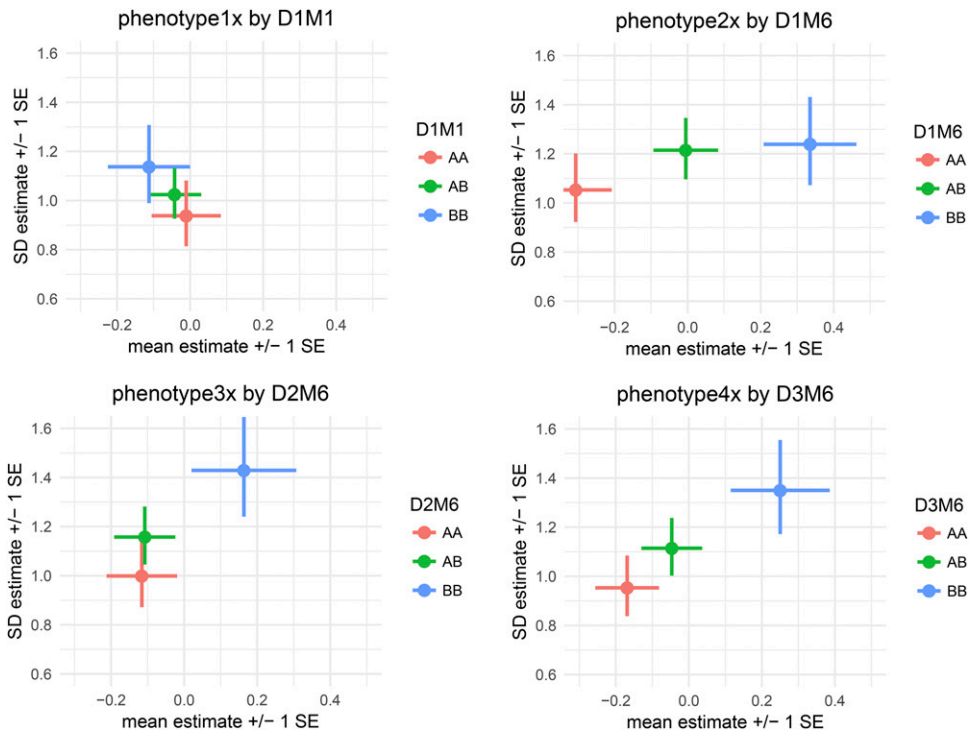 phenotype1x by D1M1
SD estimate +/− 1 SE
1.6
1.4
1.2
1.0
0.8
0.6
−0.2 0.0 0.2 0.4
mean estimate +/− 1 SE
D1M1
AA
AB
BB
phenotype2x by D1M6
SD estimate +/− 1 SE
1.6
1.4
1.2
1.0
0.8
0.6
−0.2 0.0 0.2 0.4
mean estimate +/− 1 SE
D1M6
AA
AB
BB
phenotype3x by D2M6
SD estimate +/− 1 SE
1.6
1.4
1.2
1.0
0.8
0.6
−0.2 0.0 0.2 0.4
mean estimate +/− 1 SE
D2M6
AA
AB
BB
phenotype4x by D3M6
SD estimate +/− 1 SE
1.6
1.4
1.2
1.0
0.8
0.6
−0.2 0.0 0.2 0.4
mean estimate +/− 1 SE
D3M6
AA
AB
BB